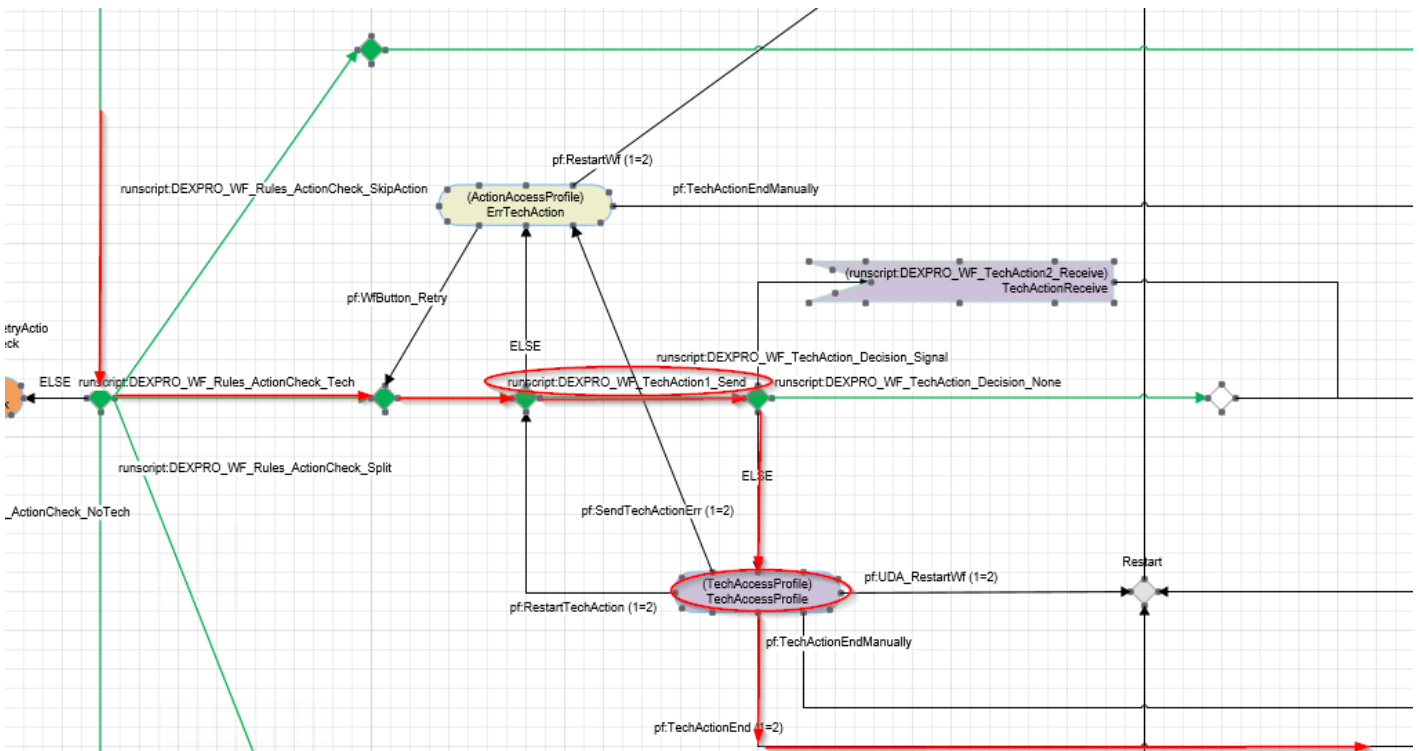 pf:RestartWf (1=2)
runscript:DEXPRO_WF_Rules_ActionCheck_SkipAction
pf:TechActionEndManually
(ActionAccessProfile)
ErrTechAction
(runscript:DEXPRO_WF_TechAction2_Receive)
TechActionReceive
pf:WfButton_Retry
etryActio
ck
ELSE
runscript:DEXPRO_WF_TechAction_Decision_Signal
ELSE
runscript:DEXPRO_WF_Rules_ActionCheck_Tech
runscript:DEXPRO_WF_TechAction1_Send
runscript:DEXPRO_WF_TechAction_Decision_None
k
runscript:DEXPRO_WF_Rules_ActionCheck_Split
ELSE
_ActionCheck_NoTech
pf:SendTechActionErr (1=2)
Restart
(TechAccessProfile)
TechAccessProfile
pf:UDA_RestartWf (1=2)
pf:RestartTechAction (1=2)
pf:TechActionEndManually
pf:TechActionEnd (1=2)